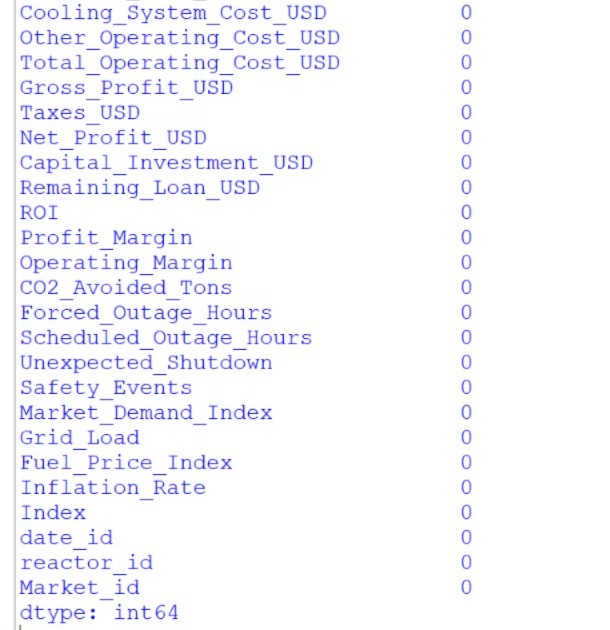 Cooling_System_Cost_USD 0
Other_Operating_Cost_USD 0
Total_Operating_Cost_USD 0
Gross_Profit_USD 0
Taxes_USD 0
Net_Profit_USD 0
Capital_Investment_USD 0
Remaining_Loan_USD 0
ROI 0
Profit_Margin 0
Operating_Margin 0
CO2_Avoided_Tons 0
Forced_Outage_Hours 0
Scheduled_Outage_Hours 0
Unexpected_Shutdown 0
Safety_Events 0
Market_Demand_Index 0
Grid_Load 0
Fuel_Price_Index 0
Inflation_Rate 0
Index 0
date_id 0
reactor_id 0
Market_id 0
dtype: int64